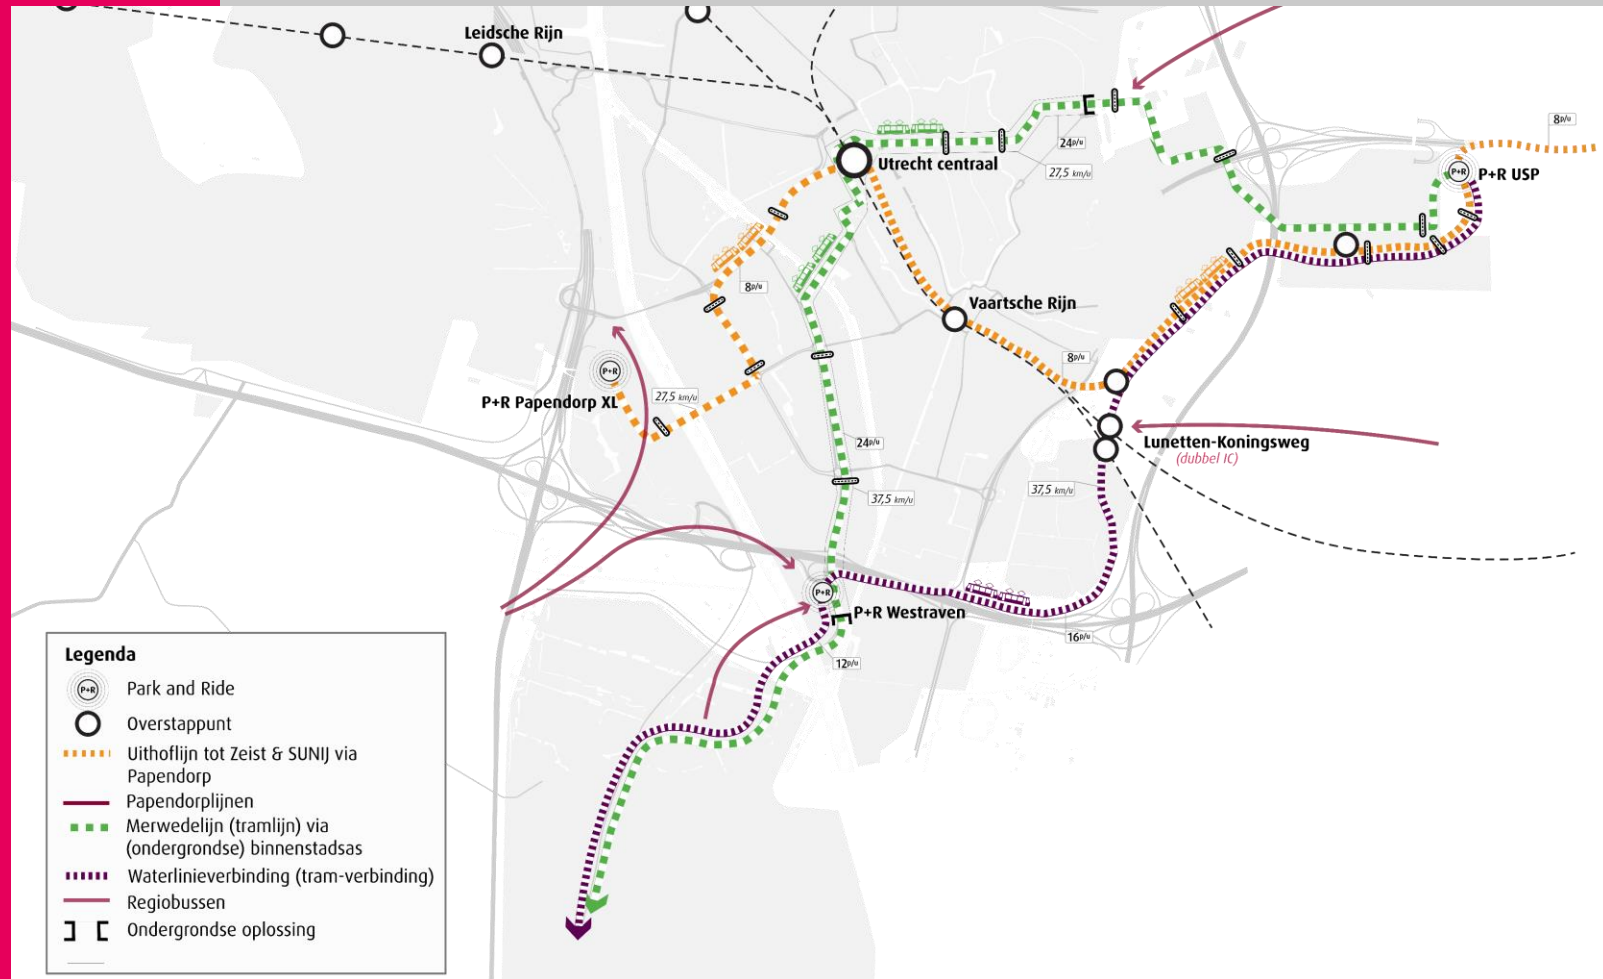 Leidsche Rijn
8p/u
24p/u
Utrecht centraal
27,5 km/u
P+R
P+R USP
8p/u
Vaartsche Rijn
8p/u
P+R
27,5 km/u
P+R Papendorp XL
24p/u
Lunetten-Koningsweg
(dubbel IC)
37,5 km/u
37,5 km/u
P+R
P+R Westraven
16p/u
12p/u
Legenda
P+R
Park and Ride
Overstappunt
Uithoflijn tot Zeist & SUNIJ via
Papendorp
Papendorplijnen
Merwedelijn (tramlijn) via
(ondergrondse) binnenstadsas
Waterlinieverbinding (tram-verbinding)
Regiobussen
Ondergrondse oplossing